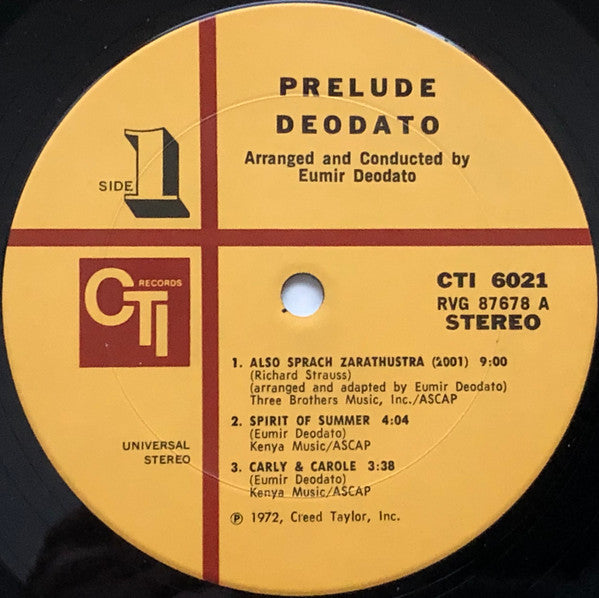 PRELUDE
DEODATO
Arranged and Conducted by
Eumir Deodato
SIDE 1
CTI RECORDS
CTI 6021
RVG 87678 A
STEREO
1. ALSO SPRACH ZARATHUSTRA (2001) 9:00
(Richard Strauss)
(arranged and adapted by Eumir Deodato)
Three Brothers Music, Inc./ASCAP
2. SPIRIT OF SUMMER 4:04
(Eumir Deodato)
Kenya Music/ASCAP
3. CARLY & CAROLE 3:38
(Eumir Deodato)
Kenya Music/ASCAP
℗ 1972, Creed Taylor, Inc.
UNIVERSAL
STEREO